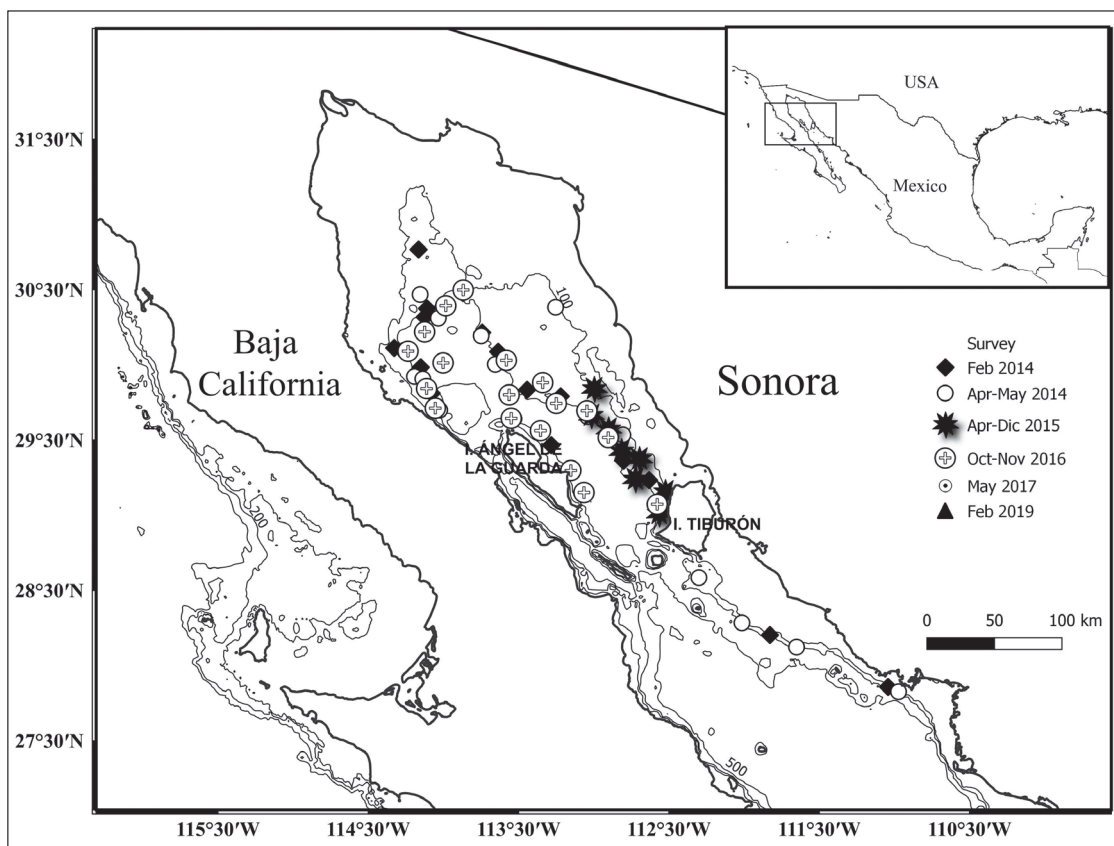 USA
Mexico
31°30′N
30°30′N
29°30′N
28°30′N
27°30′N
100
Baja
California
Sonora
Survey
Feb 2014
Apr-May 2014
Apr-Dic 2015
Oct-Nov 2016
May 2017
Feb 2019
I. ÁNGEL DE
LA GUARDA
I. TIBURÓN
200
0 50 100 km
500
115°30′W 114°30′W 113°30′W 112°30′W 111°30′W 110°30′W